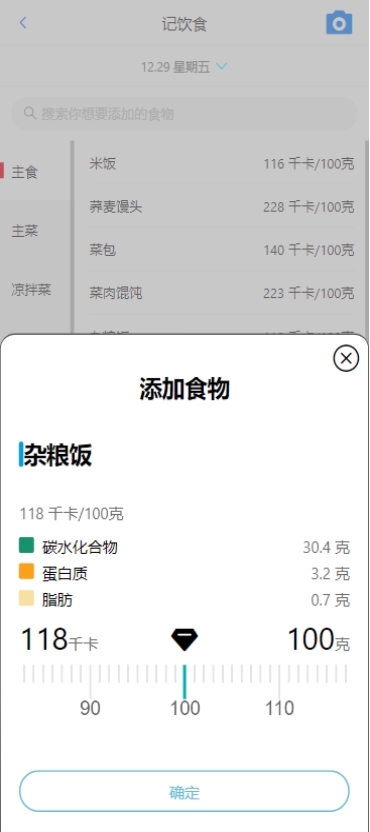 记饮食
12.29 星期五
搜索你想要添加的食物
主食
米饭 116 千卡/100克
荞麦馒头 228 千卡/100克
主菜
菜包 140 千卡/100克
凉拌菜
菜肉馄饨 223 千卡/100克
添加食物
杂粮饭
118 千卡/100克
碳水化合物 30.4 克
蛋白质 3.2 克
脂肪 0.7 克
118千卡 100克
90 100 110
确定